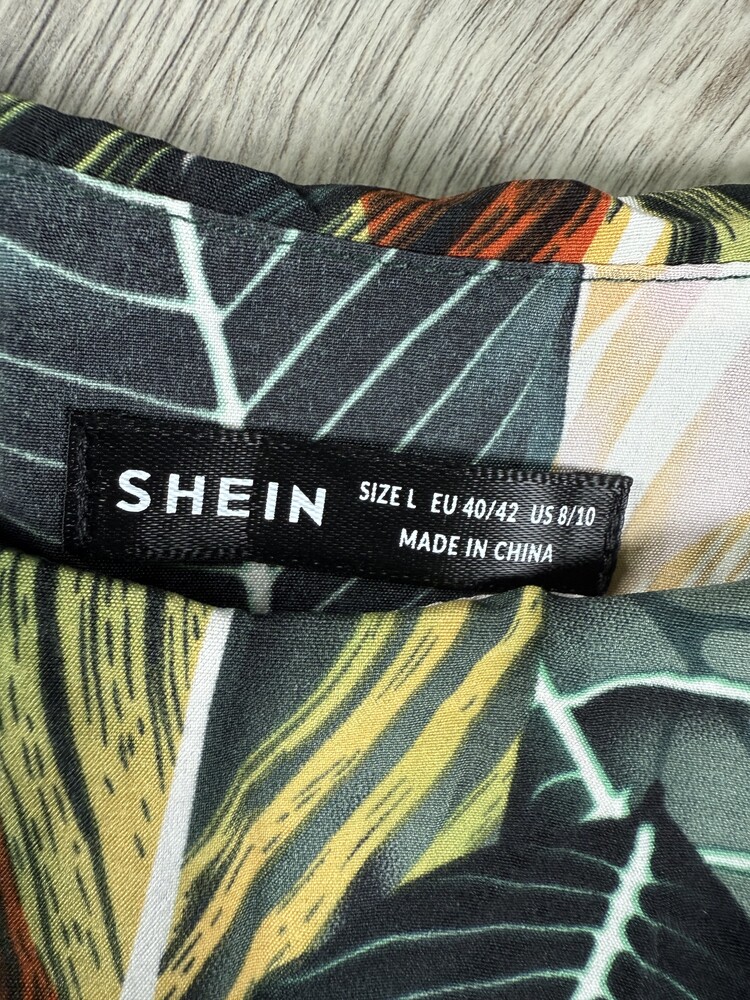 SHEIN
SIZE L EU 40/42 US 8/10
MADE IN CHINA